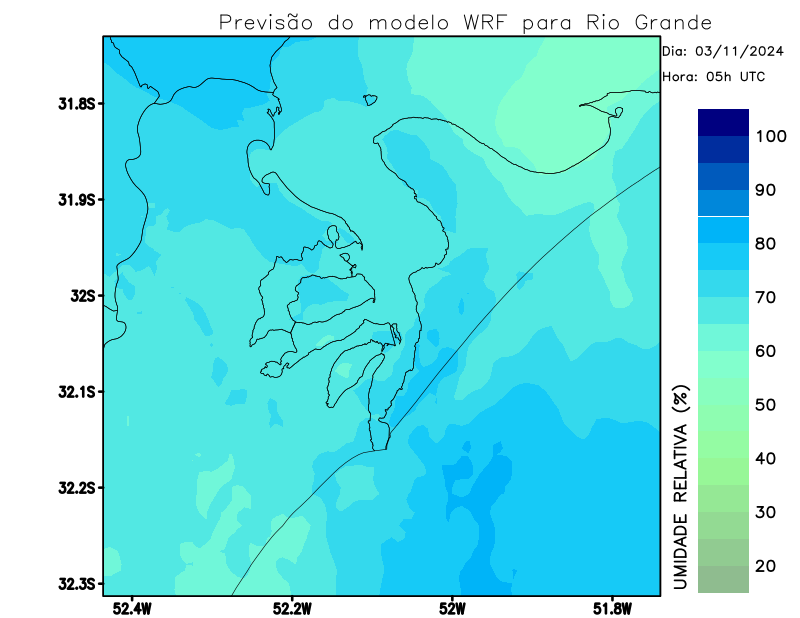 Previsão do modelo WRF para Rio Grande
Dia: 03/11/2024
Hora: 05h UTC
31.8S
31.9S
32S
32.1S
32.2S
32.3S
52.4W
52.2W
52W
51.8W
100
90
80
70
60
50
40
30
20
UMIDADE RELATIVA (%)